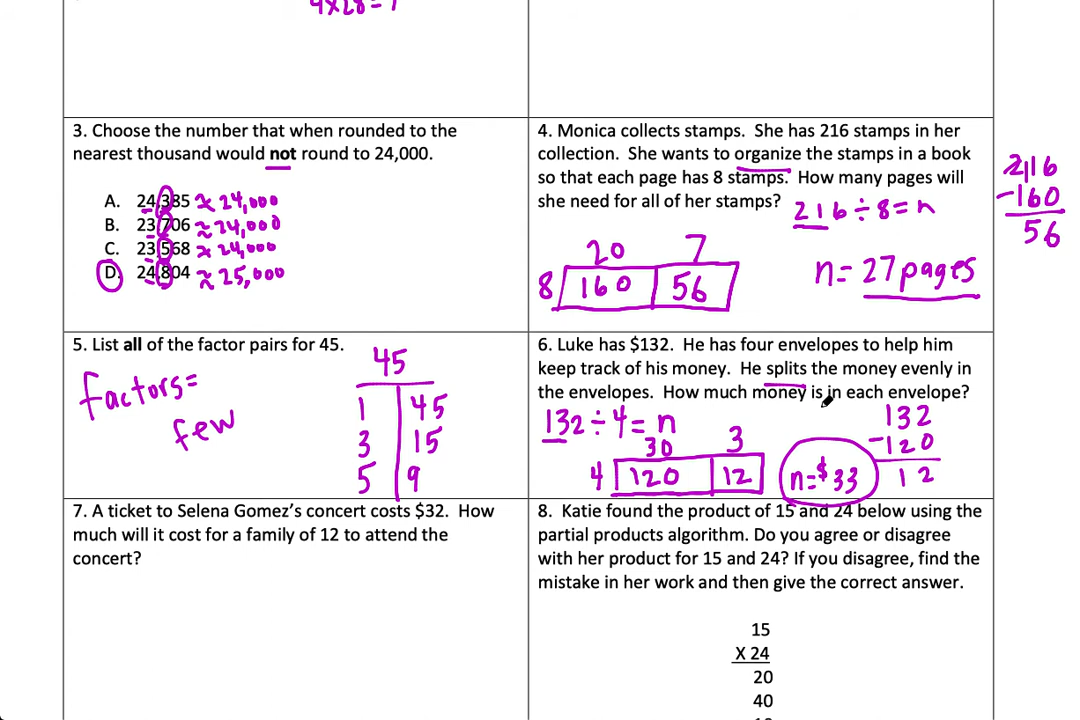 4x28=
3. Choose the number that when rounded to the
nearest thousand would not round to 24,000.
A. 24,385 ≈ 24,000
B. 23,706 ≈ 24,000
C. 23,568 ≈ 24,000
D. 24,804 ≈ 25,000
4. Monica collects stamps. She has 216 stamps in her
collection. She wants to organize the stamps in a book
so that each page has 8 stamps. How many pages will
she need for all of her stamps?
216÷8=n
20 7
8 160 56
n= 27 pages
216
-160
56
5. List all of the factor pairs for 45.
factors=
few
45
1 45
3 15
5 9
6. Luke has $132. He has four envelopes to help him
keep track of his money. He splits the money evenly in
the envelopes. How much money is in each envelope?
132÷4=n
30 3
4 120 12
n=$33
132
-120
12
7. A ticket to Selena Gomez’s concert costs $32. How
much will it cost for a family of 12 to attend the
concert?
8. Katie found the product of 15 and 24 below using the
partial products algorithm. Do you agree or disagree
with her product for 15 and 24? If you disagree, find the
mistake in her work and then give the correct answer.
15
X 24
20
40